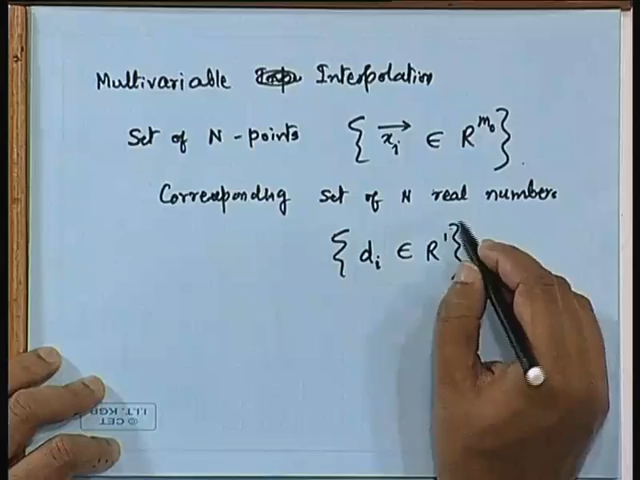 Multivariable Interpolation
Set of N - points { x⃗ᵢ ∈ R^m₀ }
Corresponding set of N real numbers
{ dᵢ ∈ R¹ }
© CET
I.I.T. KGP